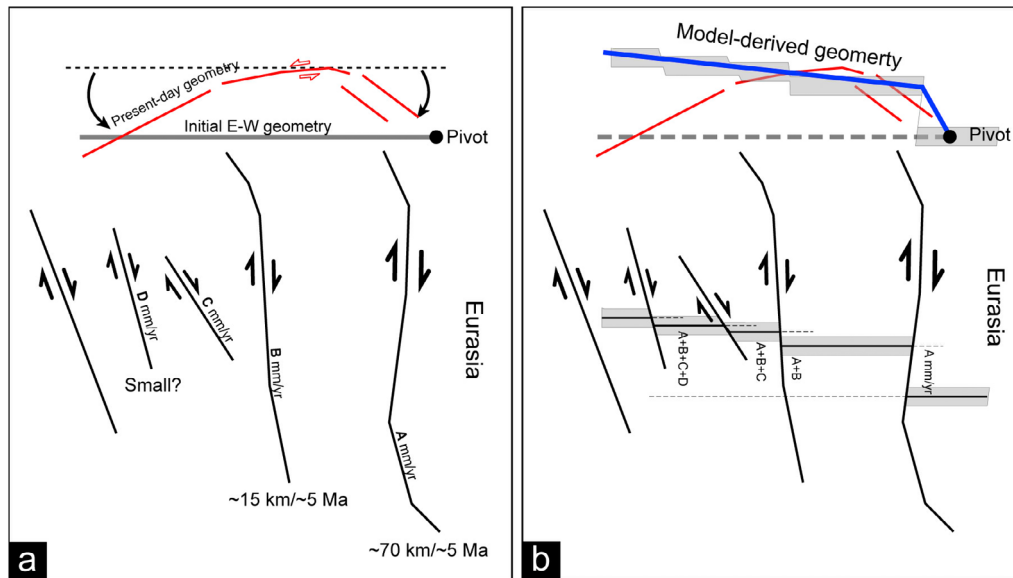 Present-day geometry
Initial E-W geometry
Pivot
D mm/yr
C mm/yr
B mm/yr
A mm/yr
Small?
Eurasia
~15 km/~5 Ma
~70 km/~5 Ma
a
Model-derived geomerty
Pivot
Eurasia
A+B+C+D
A+B+C
A+B
A mm/yr
b